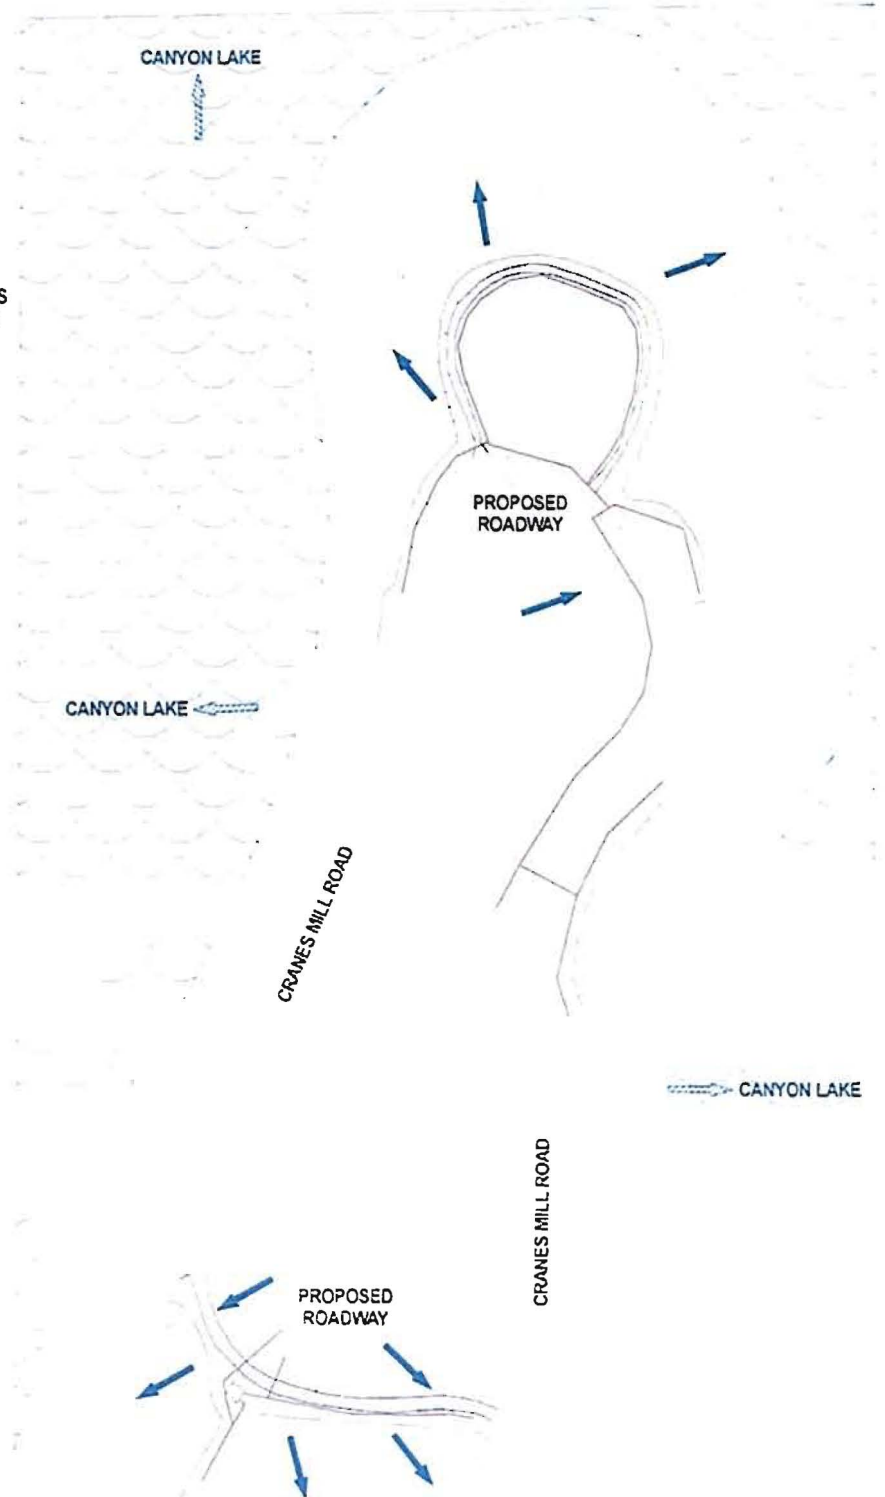 CANYON LAKE
S
PROPOSED
ROADWAY
CANYON LAKE
CRANES MILL ROAD
CANYON LAKE
CRANES MILL ROAD
PROPOSED
ROADWAY